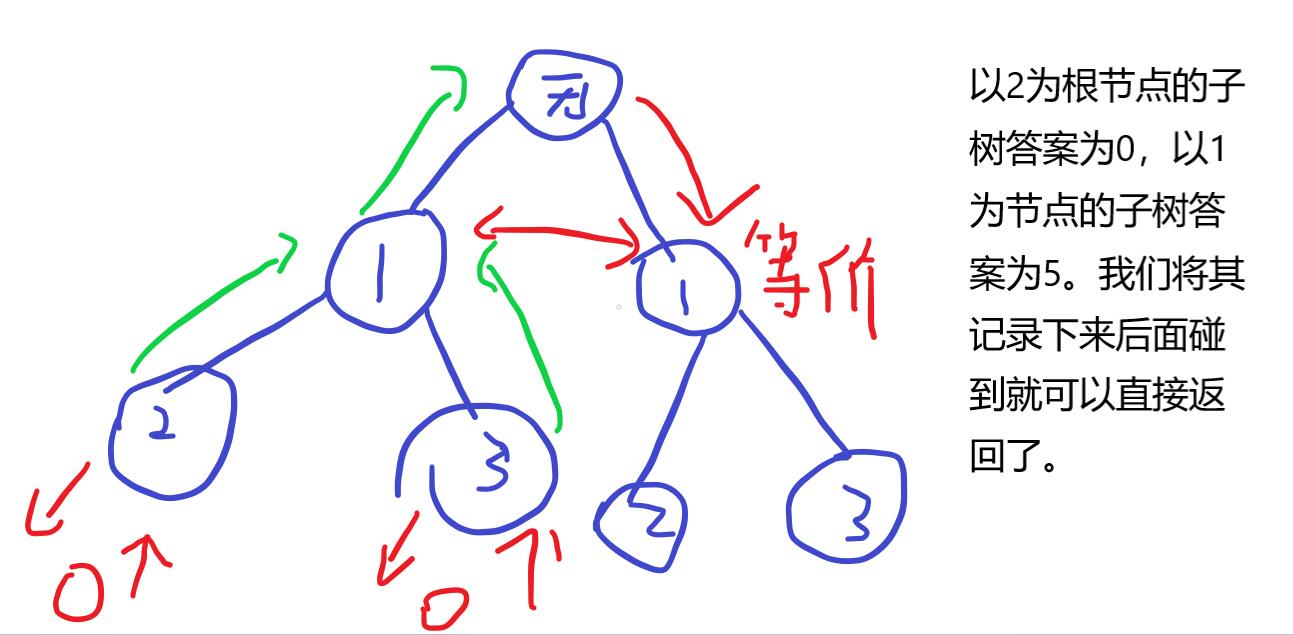 无
1
1
等价
2
3
2
3
0
0
以2为根节点的子
树答案为0，以1
为节点的子树答
案为5。我们将其
记录下来后面碰
到就可以直接返
回了。